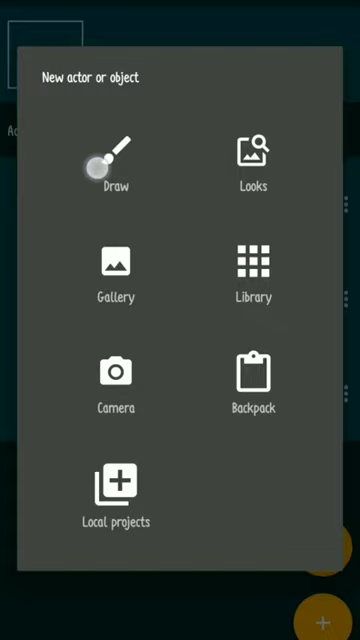 New actor or object
Draw
Looks
Gallery
Library
Camera
Backpack
Local projects